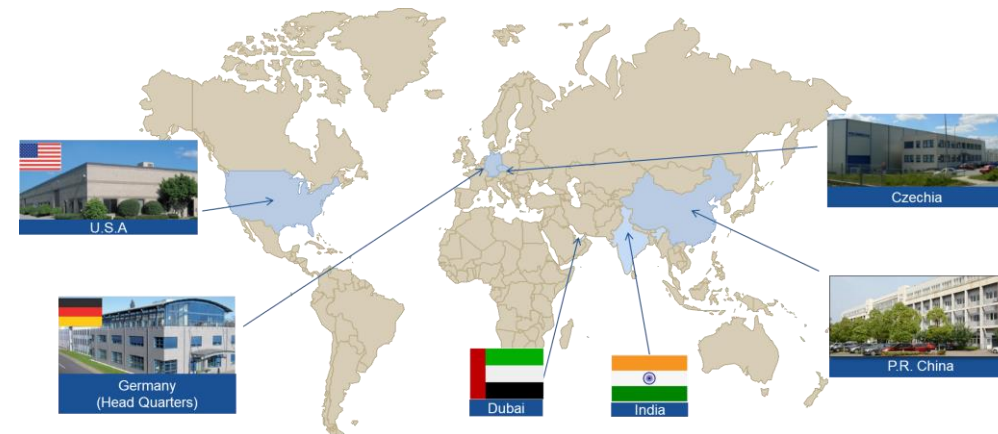 U.S.A
Czechia
Germany
(Head Quarters)
P.R. China
Dubai
India